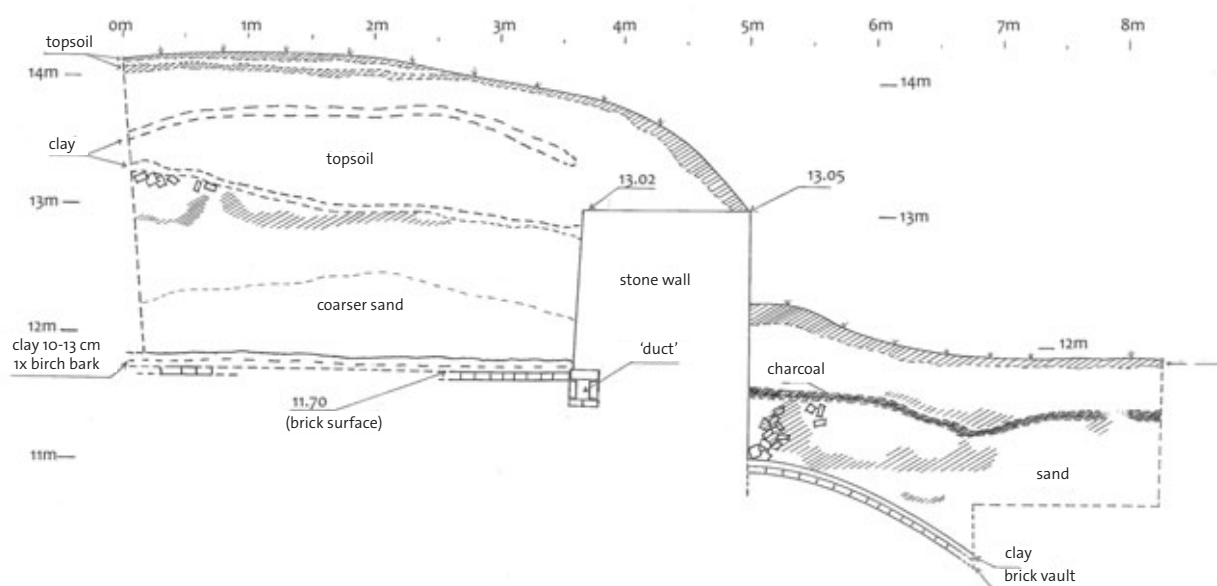 0m 1m 2m 3m 4m 5m 6m 7m 8m
topsoil
14m
14m
clay
topsoil
13.02
13.05
13m
13m
stone wall
coarser sand
12m
clay 10-13 cm
1x birch bark
'duct'
12m
charcoal
11.70
(brick surface)
11m
sand
clay
brick vault